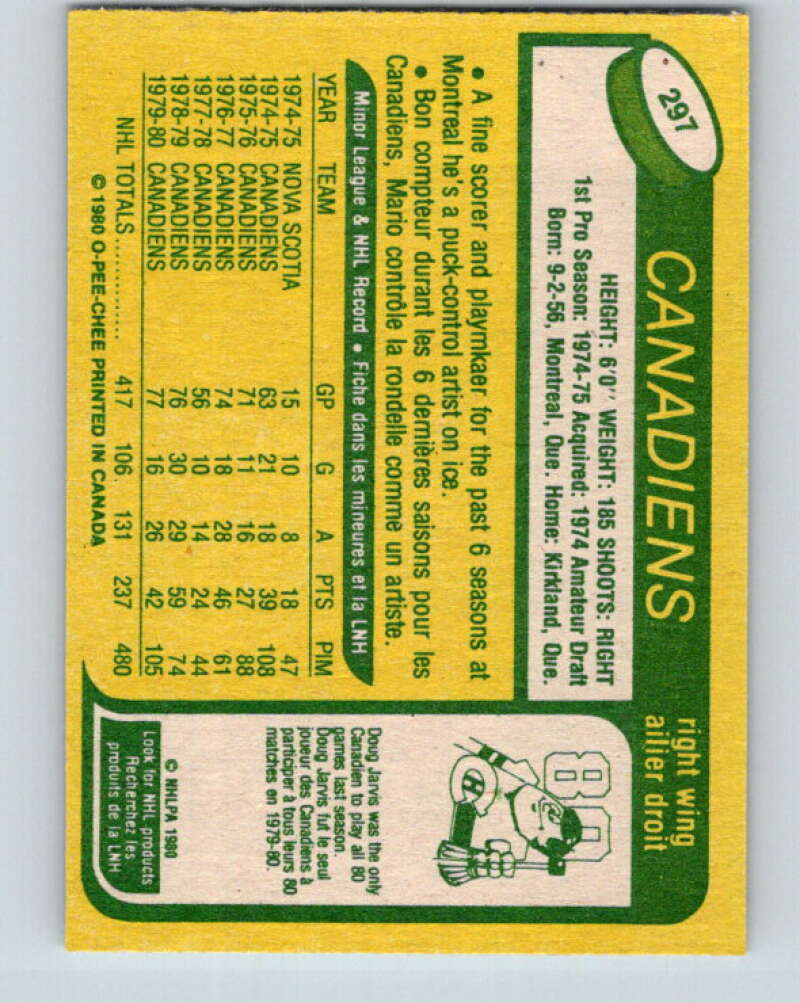 297
CANADIENS
right wing
ailier droit
HEIGHT: 6'0" WEIGHT: 185 SHOOTS: RIGHT
1st Pro Season: 1974-75 Acquired: 1974 Amateur Draft
Born: 9-2-56, Montreal, Que. Home: Kirkland, Que.
• A fine scorer and playmkaer for the past 6 seasons at
Montreal he's a puck-control artist on ice.
• Bon compteur durant les 6 dernières saisons pour les
Canadiens, Mario contrôle la rondelle comme un artiste.
Minor League & NHL Record • Fiche dans les mineures et la LNH
YEAR TEAM GP G A PTS PIM
1974-75 NOVA SCOTIA 15 10 8 18 47
1974-75 CANADIENS 63 21 18 39 108
1975-76 CANADIENS 71 11 16 27 88
1976-77 CANADIENS 74 18 28 46 61
1977-78 CANADIENS 56 10 14 24 44
1978-79 CANADIENS 76 30 29 59 74
1979-80 CANADIENS 77 16 26 42 105
NHL TOTALS .............. 417 106 131 237 480
© 1980 O-PEE-CHEE PRINTED IN CANADA
80
H
Doug Jarvis was the only
Canadien to play all 80
games last season.
Doug Jarvis fut le seul
joueur des Canadiens à
participer à tous leurs 80
matches en 1979-80.
© NHLPA 1980
Look for NHL products
Recherchez les
produits de la LNH